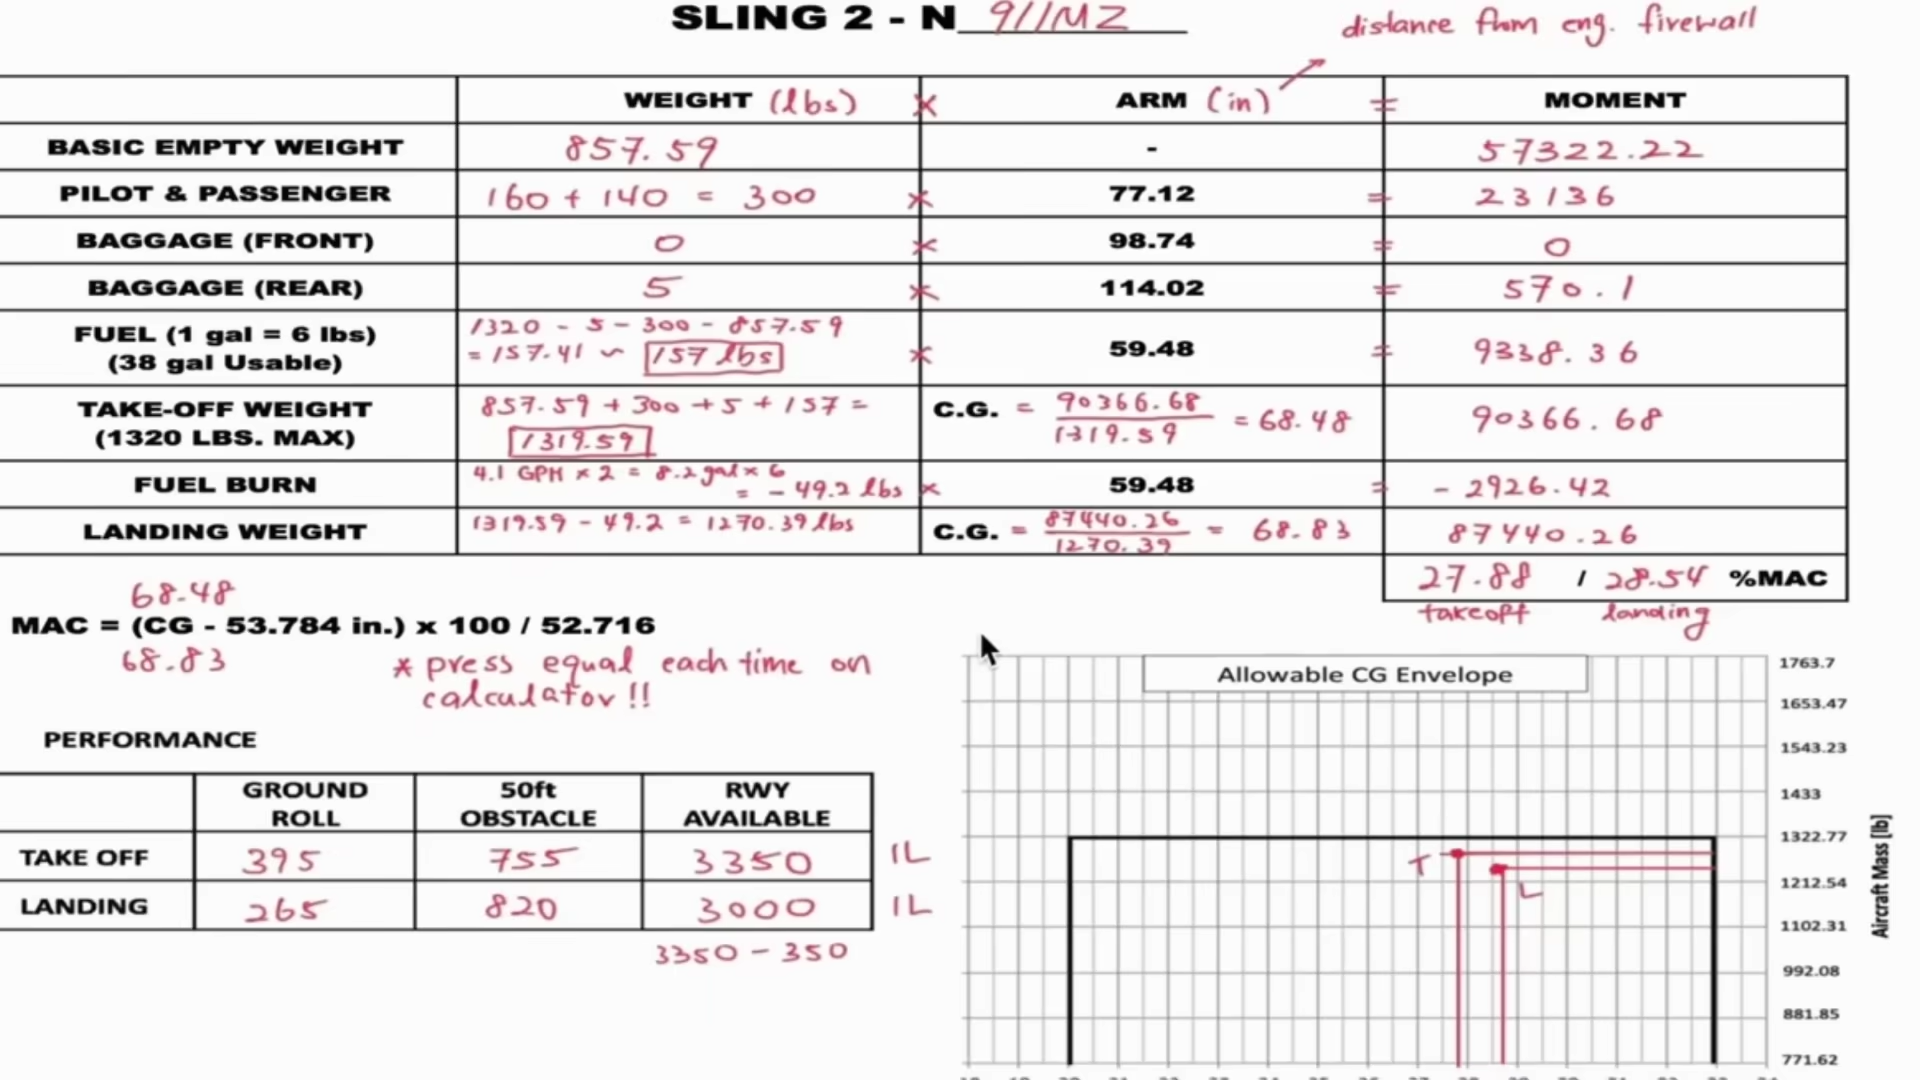 SLING 2 - N 911MZ
distance from eng. firewall
WEIGHT (lbs) × ARM (in) = MOMENT
BASIC EMPTY WEIGHT 857.59 - 57322.22
PILOT & PASSENGER 160 + 140 = 300 × 77.12 = 23136
BAGGAGE (FRONT) 0 × 98.74 = 0
BAGGAGE (REAR) 5 × 114.02 = 570.1
FUEL (1 gal = 6 lbs) 1320 - 5 - 300 - 857.59
(38 gal Usable) = 157.41 ~ 157 lbs × 59.48 = 9338.36
TAKE-OFF WEIGHT 857.59 + 300 + 5 + 157 =
(1320 LBS. MAX) 1319.59 C.G. = 90366.68 / 1319.59 = 68.48 90366.68
FUEL BURN 4.1 GPH × 2 = 8.2 gal × 6
= - 49.2 lbs × 59.48 = - 2926.42
LANDING WEIGHT 1319.59 - 49.2 = 1270.39 lbs C.G. = 87440.26 / 1270.39 = 68.83 87440.26
27.88 / 28.54 %MAC
takeoff landing
68.48
MAC = (CG - 53.784 in.) x 100 / 52.716
68.83
* press equal each time on
calculator!!
PERFORMANCE
GROUND ROLL 50ft OBSTACLE RWY AVAILABLE
TAKE OFF 395 755 3350 1L
LANDING 265 820 3000 1L
3350 - 350
Allowable CG Envelope
1763.7
1653.47
1543.23
1433
1322.77
1212.54
1102.31
992.08
881.85
771.62
Aircraft Mass [lb]
T
L